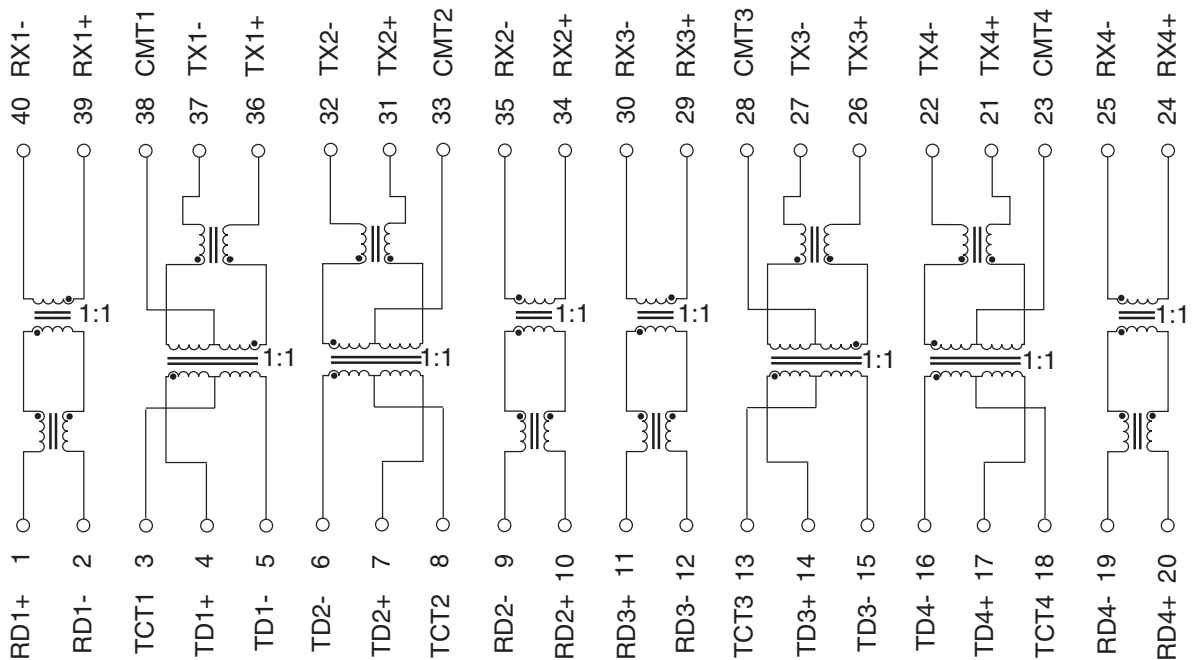 RX1-
RX1+
CMT1
TX1-
TX1+
TX2-
TX2+
CMT2
RX2-
RX2+
RX3-
RX3+
CMT3
TX3-
TX3+
TX4-
TX4+
CMT4
RX4-
RX4+
40
39
38
37
36
32
31
33
35
34
30
29
28
27
26
22
21
23
25
24
1:1
1:1
1:1
1:1
1:1
1:1
1:1
1:1
1
2
3
4
5
6
7
8
9
10
11
12
13
14
15
16
17
18
19
20
RD1+
RD1-
TCT1
TD1+
TD1-
TD2-
TD2+
TCT2
RD2-
RD2+
RD3+
RD3-
TCT3
TD3+
TD3-
TD4-
TD4+
TCT4
RD4-
RD4+